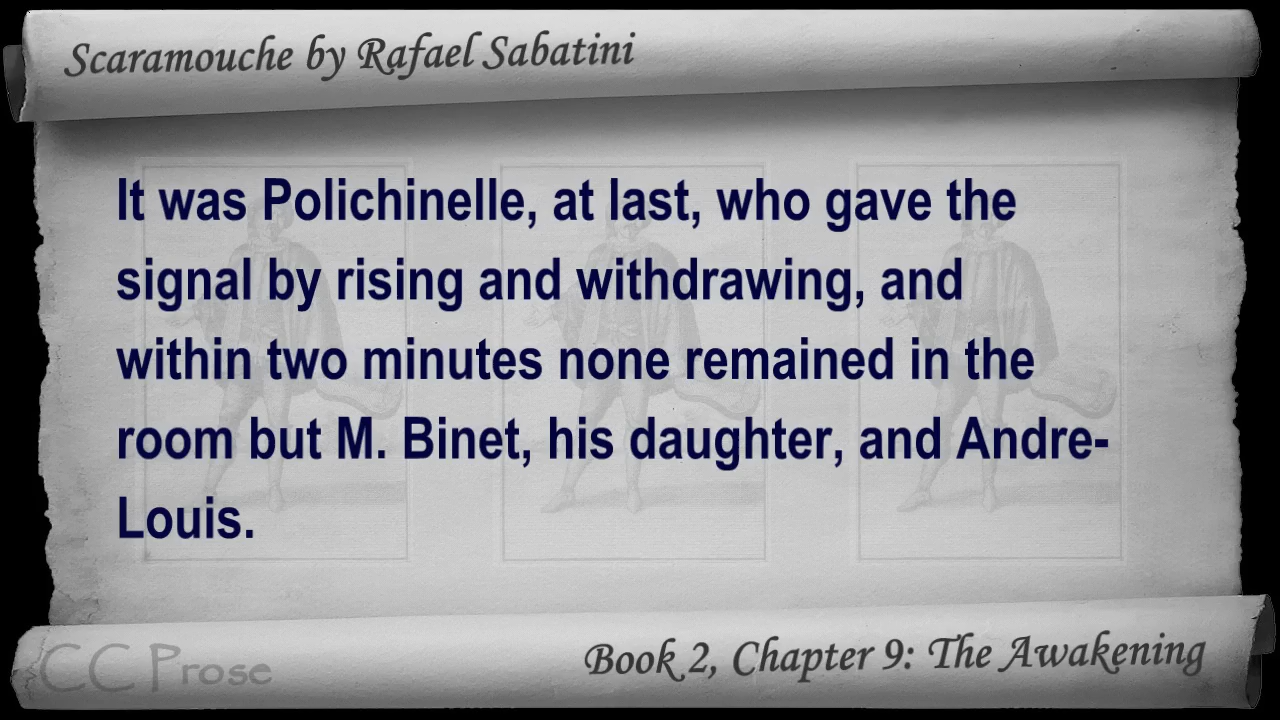 Scaramouche by Rafael Sabatini
It was Polichinelle, at last, who gave the
signal by rising and withdrawing, and
within two minutes none remained in the
room but M. Binet, his daughter, and Andre-
Louis.
CC Prose
Book 2, Chapter 9: The Awakening